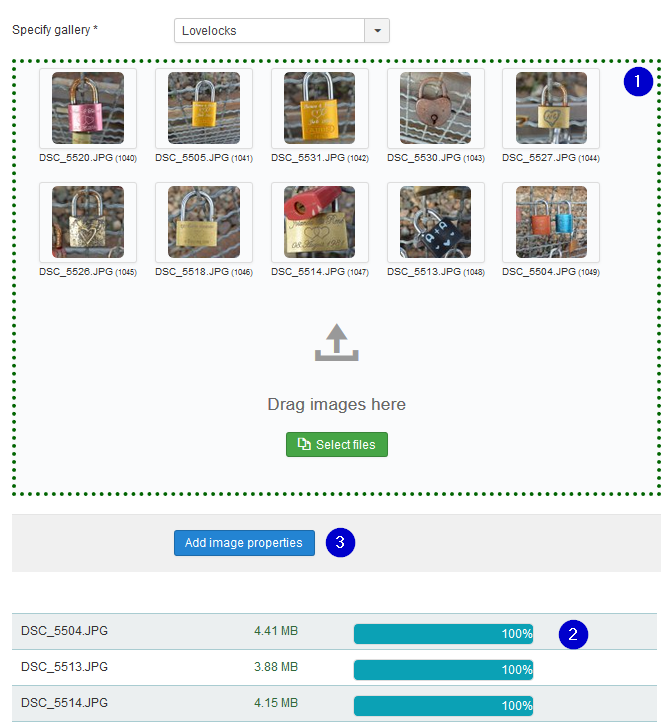 Specify gallery *
Lovelocks
1
DSC_5520.JPG (1040) DSC_5505.JPG (1041) DSC_5531.JPG (1042) DSC_5530.JPG (1043) DSC_5527.JPG (1044)
08.August 1981
A + A
DSC_5526.JPG (1045) DSC_5518.JPG (1046) DSC_5514.JPG (1047) DSC_5513.JPG (1048) DSC_5504.JPG (1049)
Drag images here
Select files
Add image properties 3
DSC_5504.JPG 4.41 MB 100% 2
DSC_5513.JPG 3.88 MB 100%
DSC_5514.JPG 4.15 MB 100%